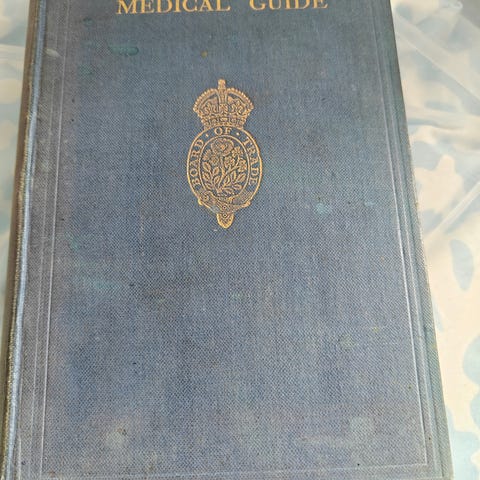 MEDICAL GUIDE
BOARD · OF · TRADE